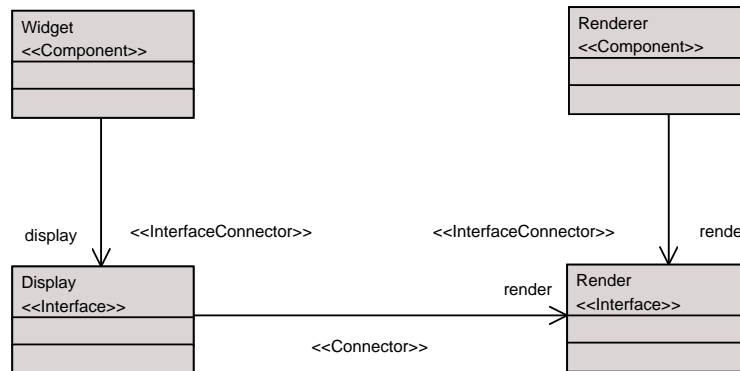 Widget
<<Component>>
Renderer
<<Component>>
display
<<InterfaceConnector>>
<<InterfaceConnector>>
Display
<<Interface>>
render
Render
<<Interface>>
<<Connector>>